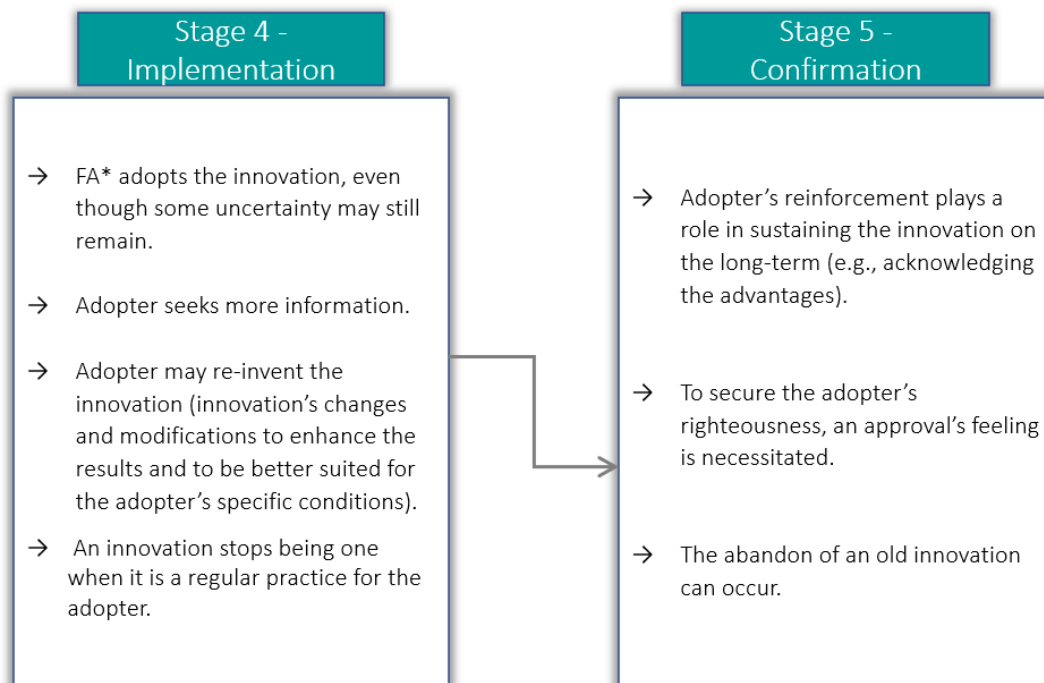 Stage 4 -
Implementation
→ FA* adopts the innovation, even
though some uncertainty may still
remain.
→ Adopter seeks more information.
→ Adopter may re-invent the
innovation (innovation’s changes
and modifications to enhance the
results and to be better suited for
the adopter’s specific conditions).
→ An innovation stops being one
when it is a regular practice for the
adopter.
Stage 5 -
Confirmation
→ Adopter’s reinforcement plays a
role in sustaining the innovation on
the long-term (e.g., acknowledging
the advantages).
→ To secure the adopter’s
righteousness, an approval’s feeling
is necessitated.
→ The abandon of an old innovation
can occur.